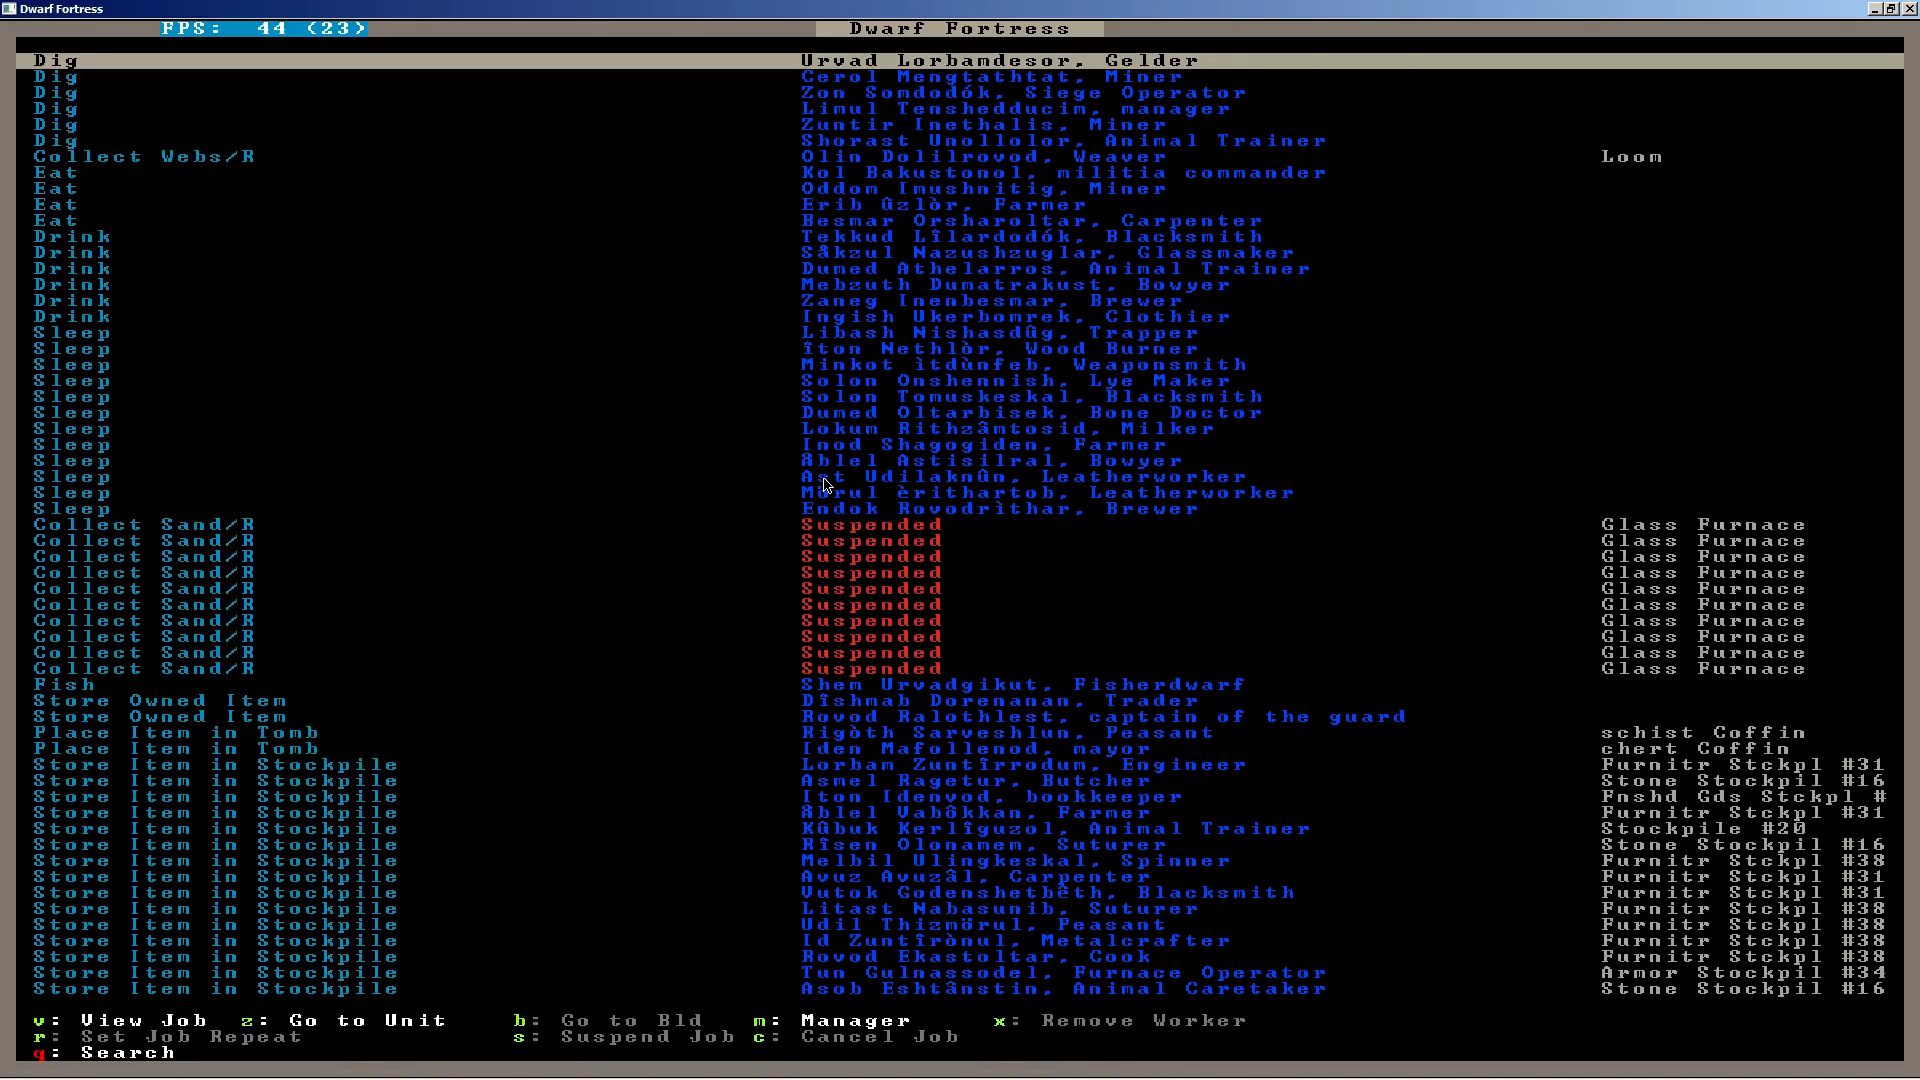 Dwarf Fortress
FPS: 44 (23) Dwarf Fortress
Dig Urvad Lorbamdesor, Gelder
Dig Cerol Mengtathtat, Miner
Dig Zon Somdodók, Siege Operator
Dig Limul Tenshedducim, manager
Dig Zuntir Inethalis, Miner
Dig Shorast Unollolor, Animal Trainer
Collect Webs/R Olin Dolilrovod, Weaver Loom
Eat Kol Bakustonol, militia commander
Eat Oddom Imushnitig, Miner
Eat Erib ûzlòr, Farmer
Eat Besmar Orsharoltar, Carpenter
Drink Tekkud Lîlardodók, Blacksmith
Drink Såkzul Nazushzuglar, Glassmaker
Drink Dumed Athelarros, Animal Trainer
Drink Mebzuth Dumatrakust, Bowyer
Drink Zaneg Inenbesmar, Brewer
Drink Ingish Ukerbomrek, Clothier
Sleep Libash Nishasdûg, Trapper
Sleep îton Nethlòr, Wood Burner
Sleep Minkot ìtdùnfeb, Weaponsmith
Sleep Solon Onshennish, Lye Maker
Sleep Solon Tomuskeskal, Blacksmith
Sleep Dumed Oltarbisek, Bone Doctor
Sleep Lokum Rithzâmtosid, Milker
Sleep Inod Shagogiden, Farmer
Sleep Åblel Astisilral, Bowyer
Sleep Ast Udilaknûn, Leatherworker
Sleep Mörul èrithartob, Leatherworker
Sleep Endok Rovodrìthar, Brewer
Collect Sand/R Suspended Glass Furnace
Collect Sand/R Suspended Glass Furnace
Collect Sand/R Suspended Glass Furnace
Collect Sand/R Suspended Glass Furnace
Collect Sand/R Suspended Glass Furnace
Collect Sand/R Suspended Glass Furnace
Collect Sand/R Suspended Glass Furnace
Collect Sand/R Suspended Glass Furnace
Collect Sand/R Suspended Glass Furnace
Collect Sand/R Suspended Glass Furnace
Fish Shem Urvadgikut, Fisherdwarf
Store Owned Item Dîshmab Dorenanan, Trader
Store Owned Item Rovod Ralothlest, captain of the guard
Place Item in Tomb Rigòth Sarveshlun, Peasant schist Coffin
Place Item in Tomb Iden Mafollenod, mayor chert Coffin
Store Item in Stockpile Lorbam Zuntîrrodum, Engineer Furnitr Stckpl #31
Store Item in Stockpile Asmel Ragetur, Butcher Stone Stockpil #16
Store Item in Stockpile Iton Idenvod, bookkeeper Fnshd Gds Stckpl #
Store Item in Stockpile Åblel Vabôkkan, Farmer Furnitr Stckpl #31
Store Item in Stockpile Kûbuk Kerlîguzol, Animal Trainer Stockpile #20
Store Item in Stockpile Rîsen Olonamem, Suturer Stone Stockpil #16
Store Item in Stockpile Melbil Ulingkeskal, Spinner Furnitr Stckpl #38
Store Item in Stockpile Avuz Avuzâl, Carpenter Furnitr Stckpl #31
Store Item in Stockpile Vutok Godenshetbêth, Blacksmith Furnitr Stckpl #31
Store Item in Stockpile Litast Nabasunib, Suturer Furnitr Stckpl #38
Store Item in Stockpile Udil Thizmörul, Peasant Furnitr Stckpl #38
Store Item in Stockpile Id Zuntîrònul, Metalcrafter Furnitr Stckpl #38
Store Item in Stockpile Rovod Ekastoltar, Cook Furnitr Stckpl #38
Store Item in Stockpile Tun Gulnassodel, Furnace Operator Armor Stockpil #34
Store Item in Stockpile Asob Eshtânstin, Animal Caretaker Stone Stockpil #16
v: View Job z: Go to Unit b: Go to Bld m: Manager x: Remove Worker
r: Set Job Repeat s: Suspend Job c: Cancel Job
q: Search